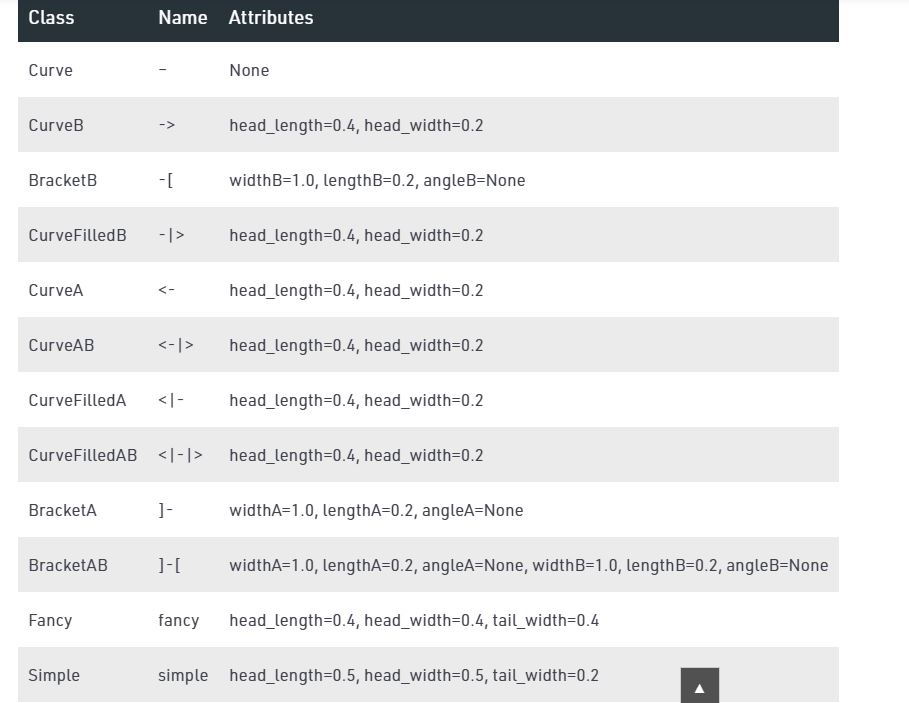 Class Name Attributes
Curve – None
CurveB -> head_length=0.4, head_width=0.2
BracketB -[ widthB=1.0, lengthB=0.2, angleB=None
CurveFilledB -|> head_length=0.4, head_width=0.2
CurveA <- head_length=0.4, head_width=0.2
CurveAB <-|> head_length=0.4, head_width=0.2
CurveFilledA <|- head_length=0.4, head_width=0.2
CurveFilledAB <|-|> head_length=0.4, head_width=0.2
BracketA ]- widthA=1.0, lengthA=0.2, angleA=None
BracketAB ]-[ widthA=1.0, lengthA=0.2, angleA=None, widthB=1.0, lengthB=0.2, angleB=None
Fancy fancy head_length=0.4, head_width=0.4, tail_width=0.4
Simple simple head_length=0.5, head_width=0.5, tail_width=0.2